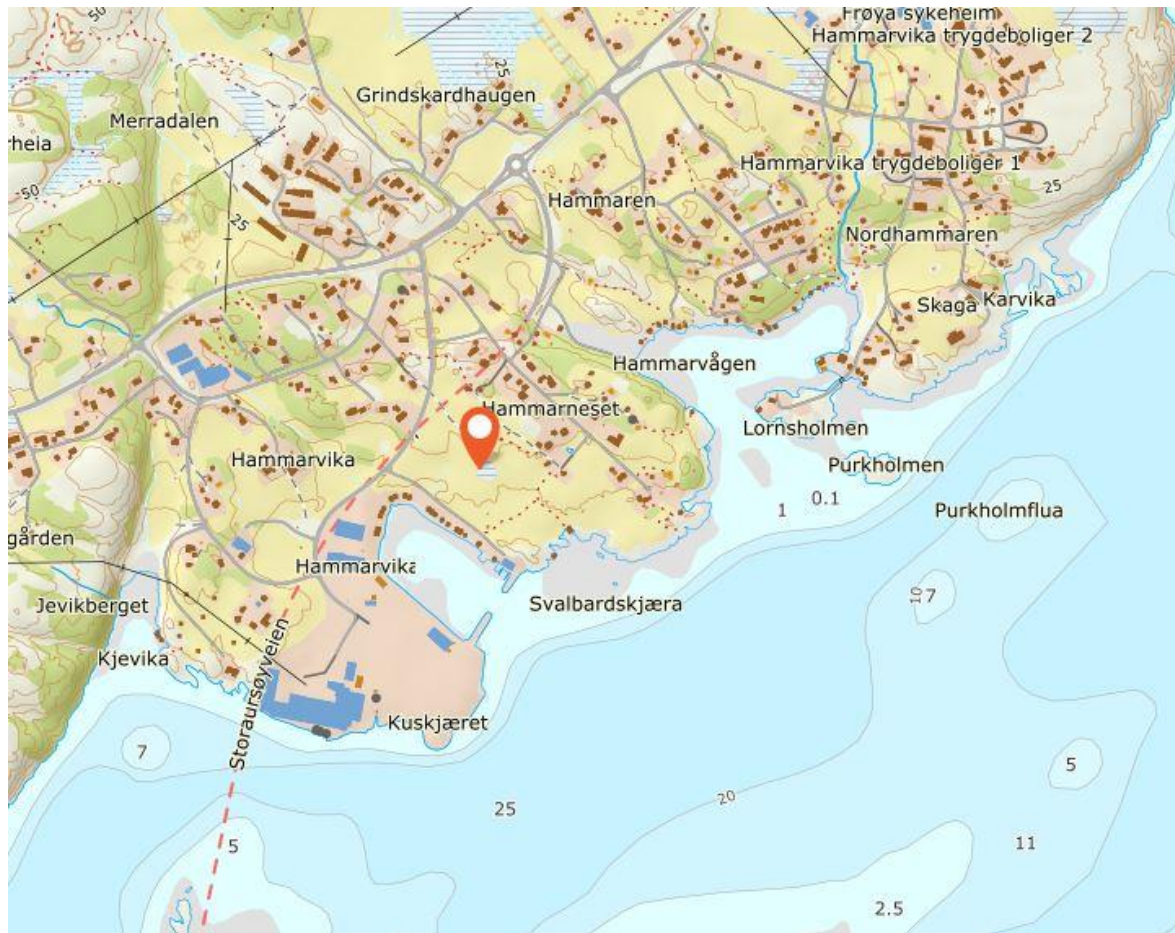 50
50
Frøya sykeheim
Hammarvika trygdeboliger 2
25
Grindskardhaugen
Merradalen
rheia
Hammarvika trygdeboliger 1
50
25
Hammaren
25
Nordhammaren
Skaga
Karvika
Hammarvågen
Hammarneset
Lornsholmen
Hammarvika
Purkholmen
1
0.1
Purkholmflua
gården
Hammarvika
10
7
Jevikberget
Svalbardskjæra
Kjevika
Storaursøyveien
Kuskjæret
7
5
25
20
5
11
2.5